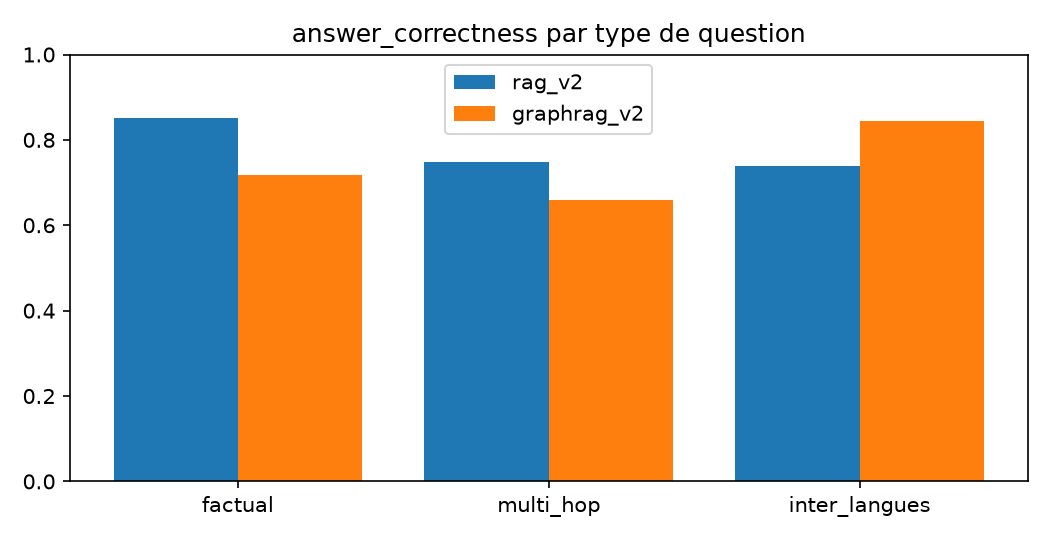 answer_correctness par type de question
rag_v2
graphrag_v2
1.0
0.8
0.6
0.4
0.2
0.0
factual
multi_hop
inter_langues